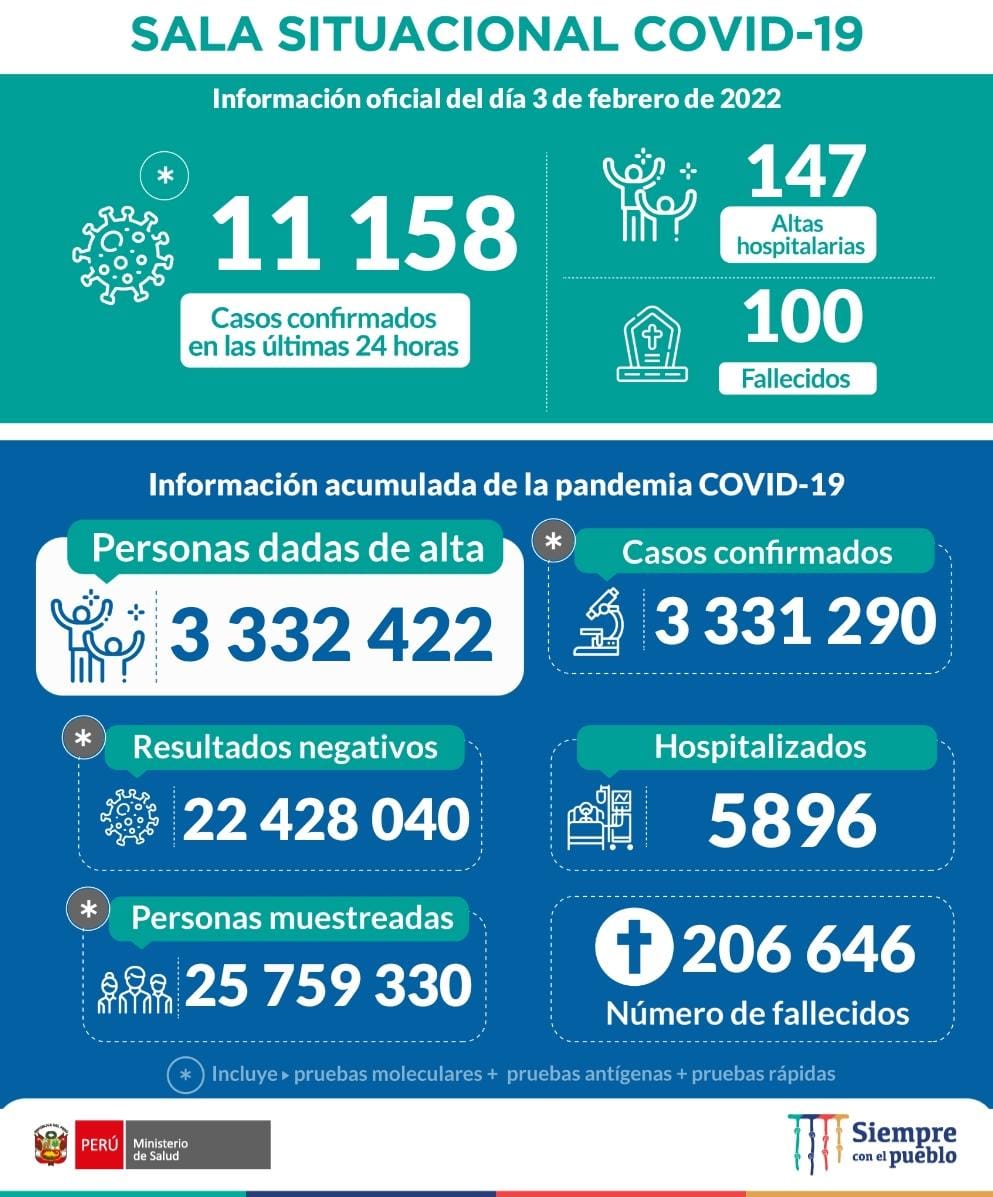 SALA SITUACIONAL COVID-19
Información oficial del día 3 de febrero de 2022
*
11 158
Casos confirmados
en las últimas 24 horas
147
Altas
hospitalarias
100
Fallecidos
Información acumulada de la pandemia COVID-19
Personas dadas de alta
3 332 422
*
Casos confirmados
3 331 290
*
Resultados negativos
22 428 040
Hospitalizados
5896
*
Personas muestreadas
25 759 330
206 646
Número de fallecidos
* Incluye ▸ pruebas moleculares + pruebas antígenas + pruebas rápidas
PERÚ
Ministerio
de Salud
Siempre
con el pueblo